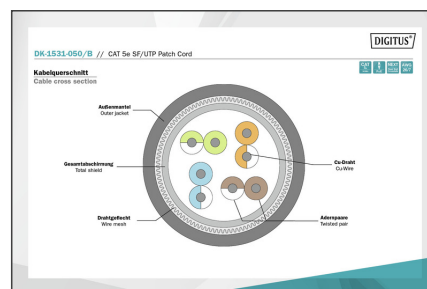 DIGITUS®
DK-1531-050/B // CAT 5e SF/UTP Patch Cord
Kabelquerschnitt
Cable cross section
Außenmantel
Outer jacket
Gesamtabschirmung
Total shield
Drahtgeflecht
Wire mesh
Cu-Draht
Cu-Wire
Adernpaare
Twisted pair